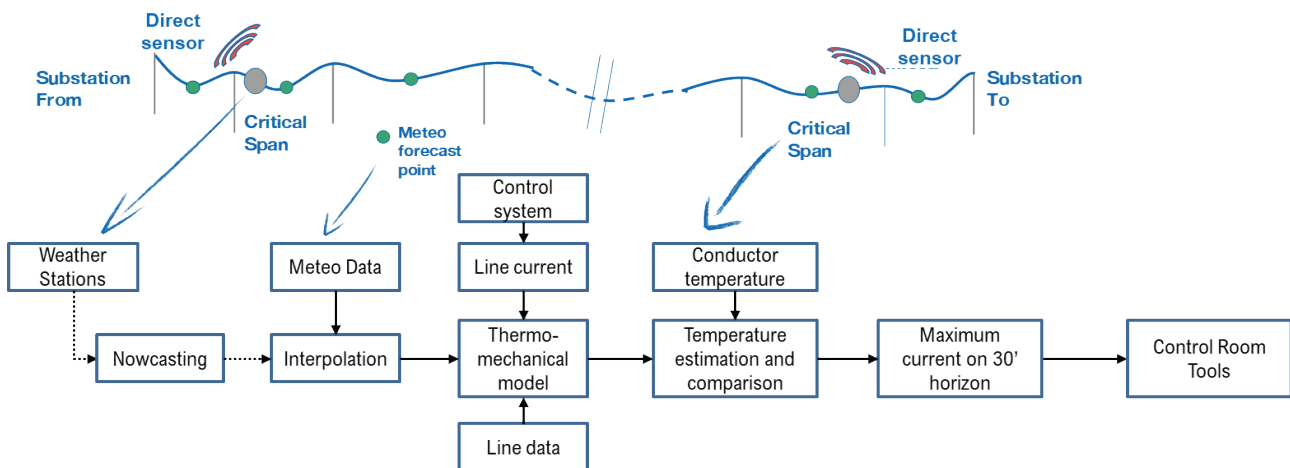 Direct
sensor
Direct
sensor
Substation
From
Substation
To
Critical
Span
Meteo
forecast
point
Critical
Span
Control
system
Weather
Stations
Meteo Data
Line current
Conductor
temperature
Nowcasting
Interpolation
Thermo-
mechanical
model
Temperature
estimation and
comparison
Maximum
current on 30'
horizon
Control Room
Tools
Line data